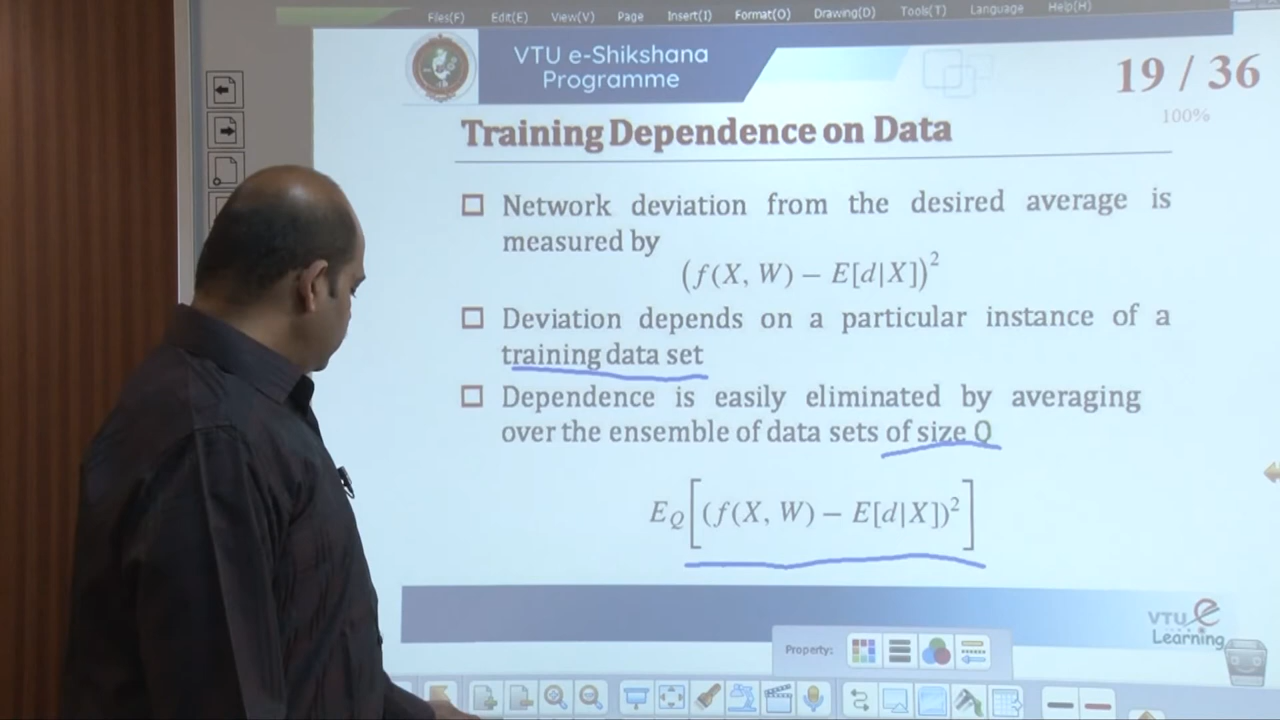 Files(F) Edit(E) View(V) Page Insert(I) Format(O) Drawing(D) Tools(T) Language Help(H)
VTU e-Shikshana
Programme
19 / 36
100%
Training Dependence on Data
Network deviation from the desired average is
measured by
(f(X, W) − E[d|X])²
Deviation depends on a particular instance of a
training data set
Dependence is easily eliminated by averaging
over the ensemble of data sets of size Q
E_Q[(f(X, W) − E[d|X])²]
VTU e
Learning
Property: